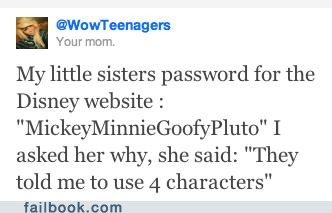 @WowTeenagers
Your mom.
My little sisters password for the
Disney website :
"MickeyMinnieGoofyPluto" I
asked her why, she said: "They
told me to use 4 characters"
failbook.com